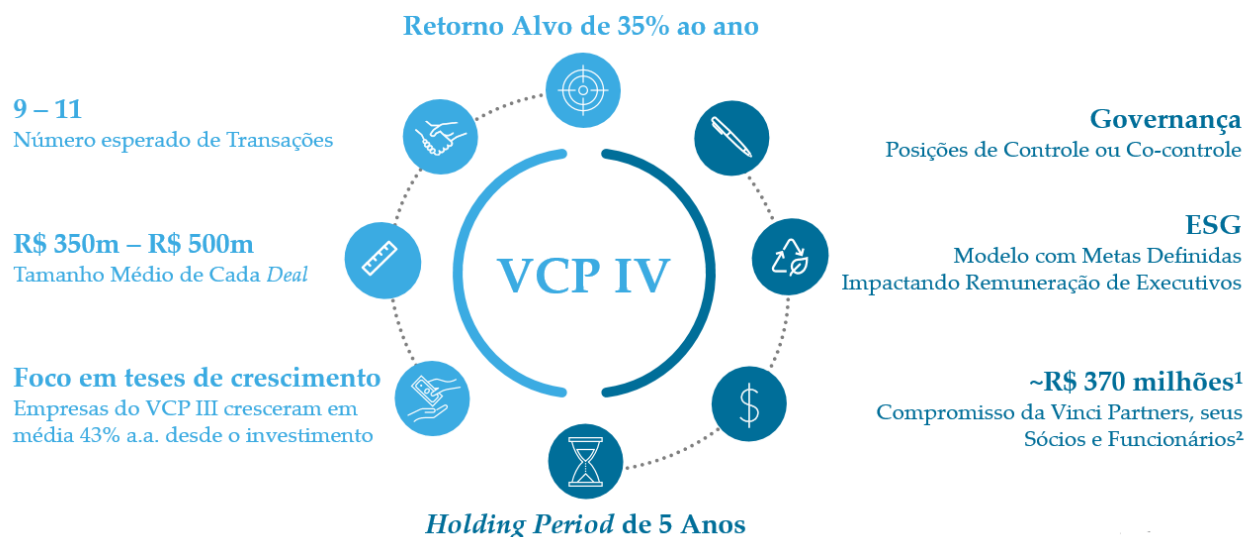 Retorno Alvo de 35% ao ano
9 – 11
Número esperado de Transações
R$ 350m – R$ 500m
Tamanho Médio de Cada Deal
Foco em teses de crescimento
Empresas do VCP III cresceram em
média 43% a.a. desde o investimento
VCP IV
Governança
Posições de Controle ou Co-controle
ESG
Modelo com Metas Definidas
Impactando Remuneração de Executivos
~R$ 370 milhões¹
Compromisso da Vinci Partners, seus
Sócios e Funcionários²
Holding Period de 5 Anos